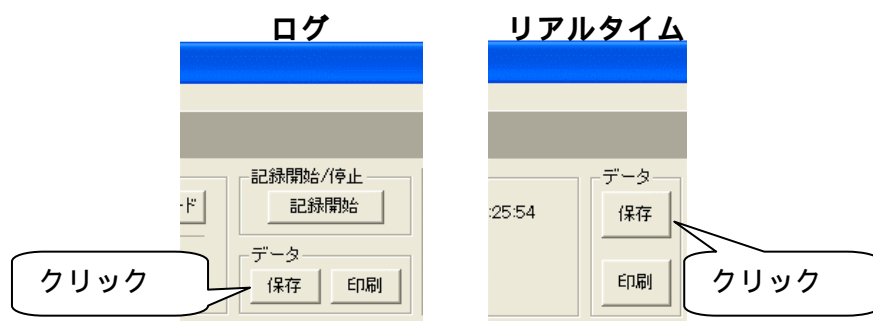 ログ
記録開始/停止
ド
記録開始
データ
保存
印刷
クリック
リアルタイム
データ
:25:54
保存
印刷
クリック